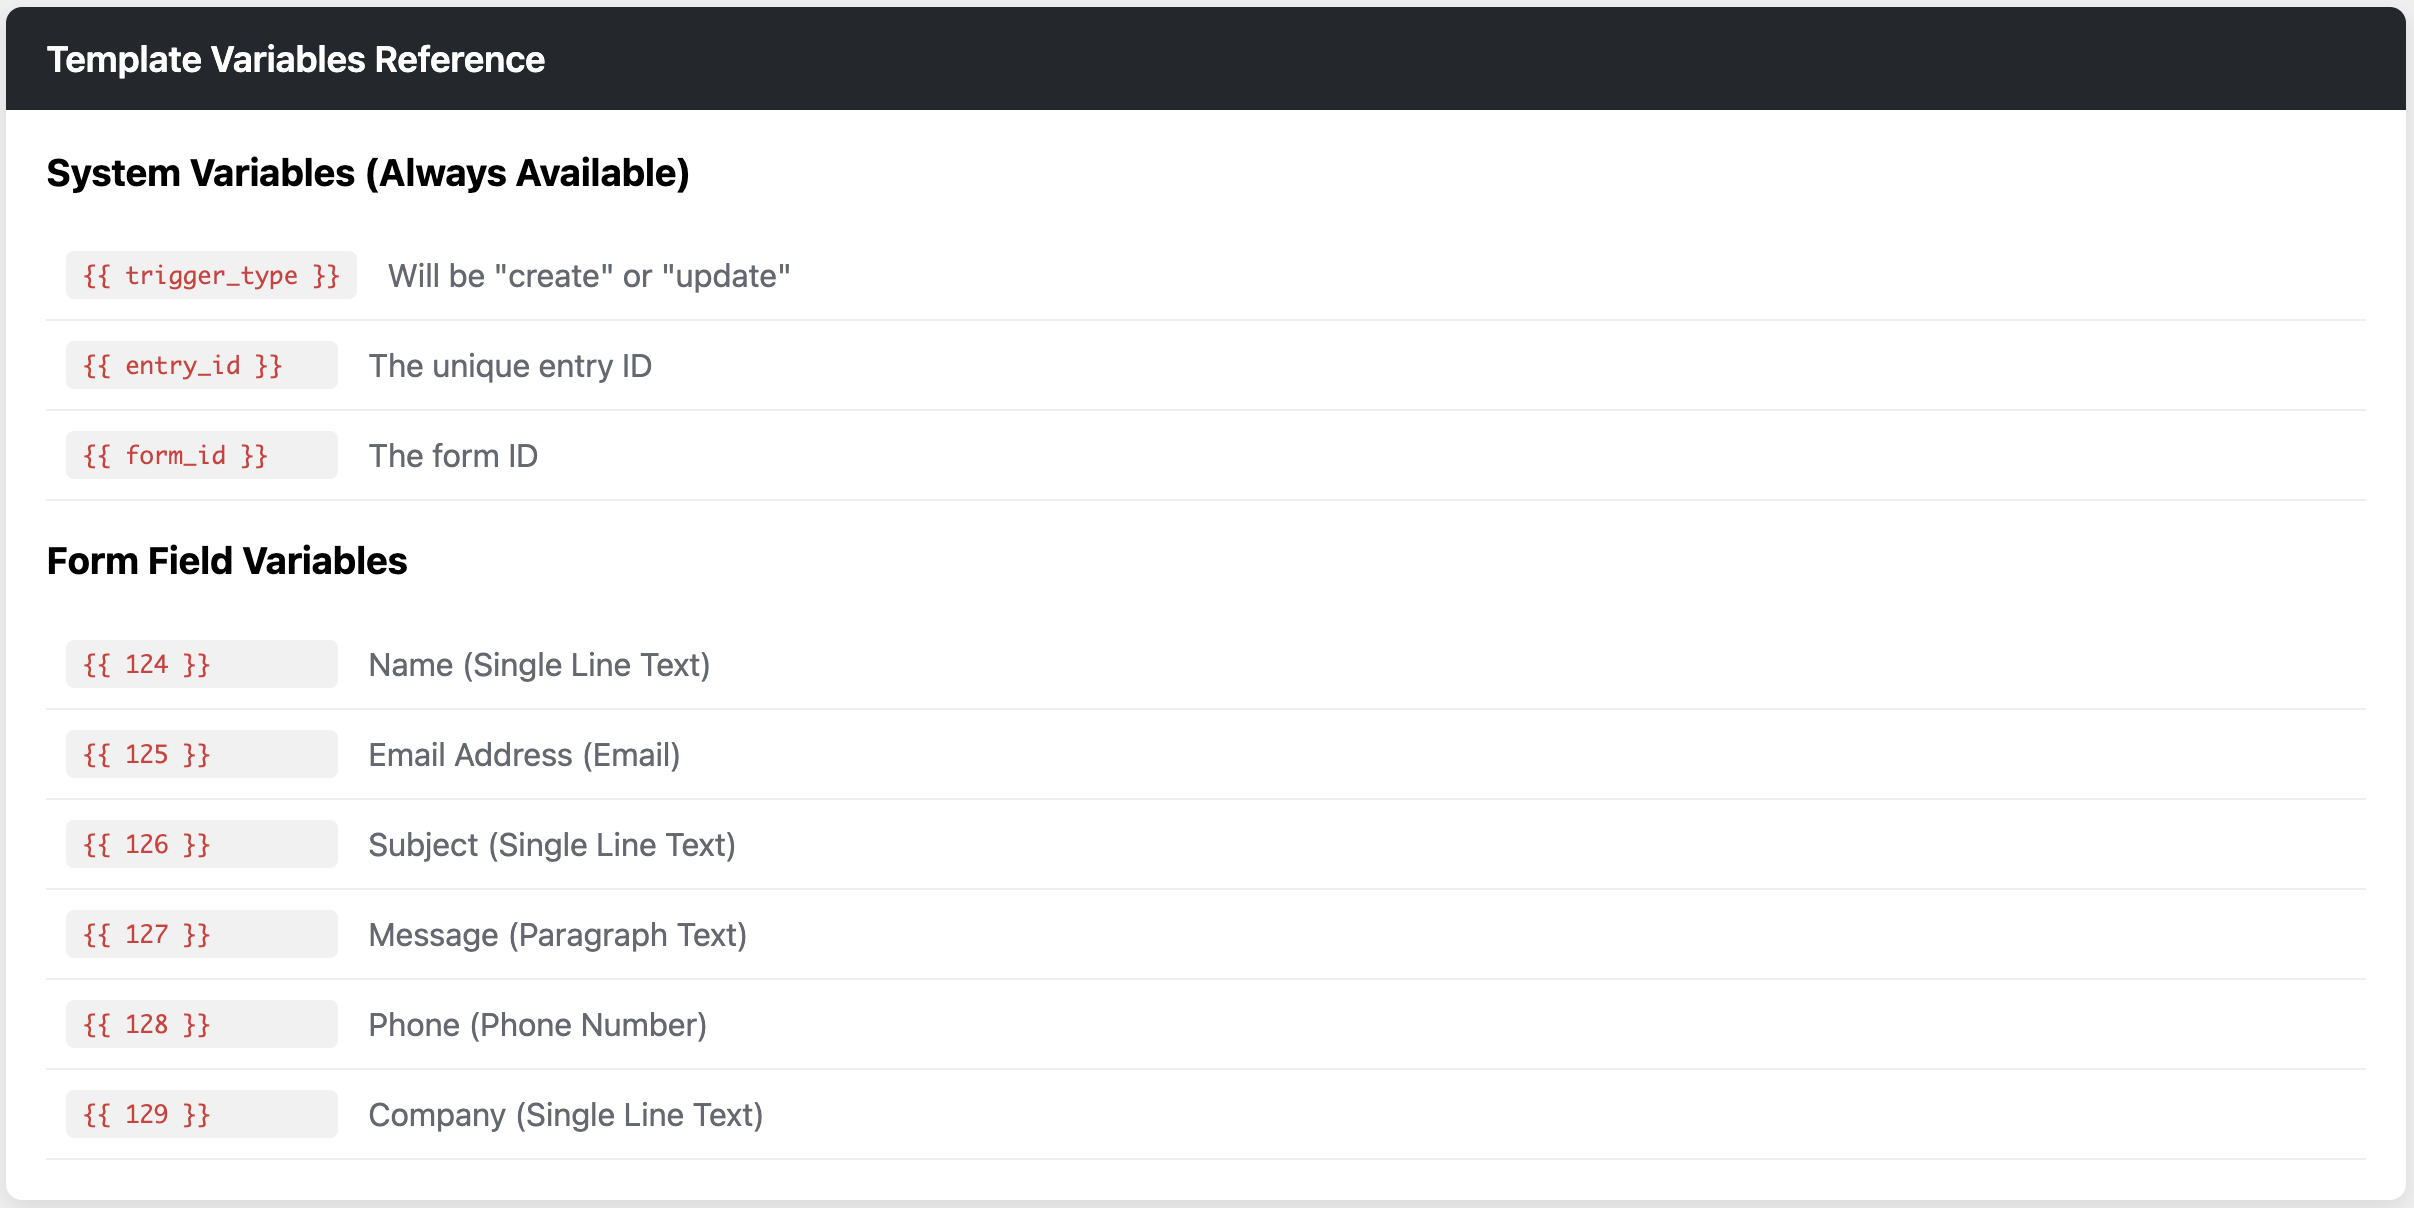 Template Variables Reference
System Variables (Always Available)
{{ trigger_type }} Will be "create" or "update"
{{ entry_id }} The unique entry ID
{{ form_id }} The form ID
Form Field Variables
{{ 124 }} Name (Single Line Text)
{{ 125 }} Email Address (Email)
{{ 126 }} Subject (Single Line Text)
{{ 127 }} Message (Paragraph Text)
{{ 128 }} Phone (Phone Number)
{{ 129 }} Company (Single Line Text)